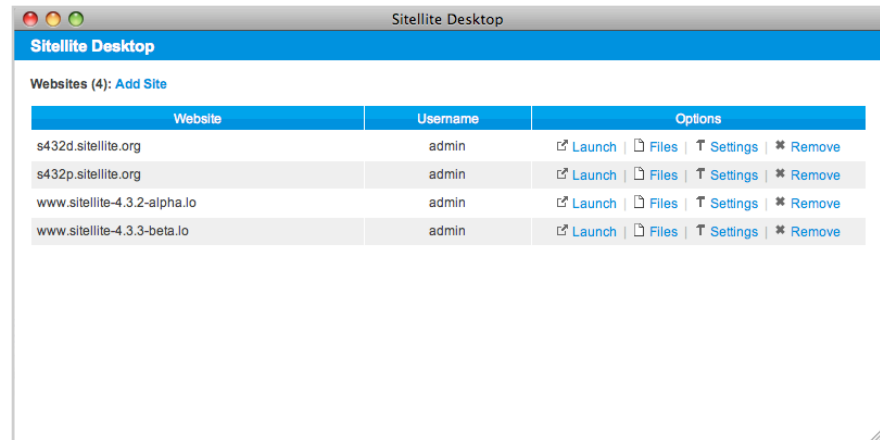 Sitellite Desktop
Sitellite Desktop
Websites (4): Add Site
Website Username Options
s432d.sitellite.org admin Launch | Files | Settings | Remove
s432p.sitellite.org admin Launch | Files | Settings | Remove
www.sitellite-4.3.2-alpha.lo admin Launch | Files | Settings | Remove
www.sitellite-4.3.3-beta.lo admin Launch | Files | Settings | Remove